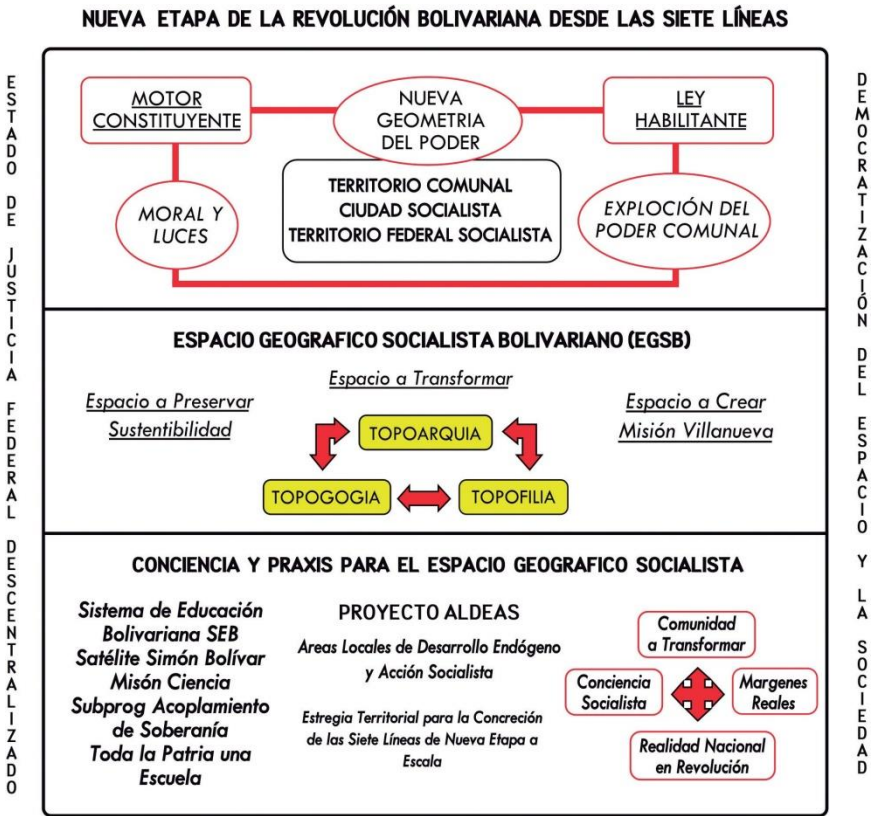 NUEVA ETAPA DE LA REVOLUCIÓN BOLIVARIANA DESDE LAS SIETE LÍNEAS
ESTADO DE JUSTICIA FEDERAL DESCENTRALIZADO
MOTOR
CONSTITUYENTE
NUEVA
GEOMETRIA
DEL PODER
LEY
HABILITANTE
TERRITORIO COMUNAL
CIUDAD SOCIALISTA
TERRITORIO FEDERAL SOCIALISTA
MORAL Y
LUCES
EXPLOCIÓN DEL
PODER COMUNAL
ESPACIO GEOGRAFICO SOCIALISTA BOLIVARIANO (EGSB)
Espacio a Preservar
Sustentibilidad
Espacio a Transformar
Espacio a Crear
Misión Villanueva
TOPOARQUIA
TOPOGOGIA
TOPOFILIA
CONCIENCIA Y PRAXIS PARA EL ESPACIO GEOGRAFICO SOCIALISTA
Sistema de Educación
Bolivariana SEB
Satélite Simón Bolívar
Misón Ciencia
Subprog Acoplamiento
de Soberanía
Toda la Patria una
Escuela
PROYECTO ALDEAS
Areas Locales de Desarrollo Endógeno
y Acción Socialista
Estregia Territorial para la Concreción
de las Siete Líneas de Nueva Etapa a
Escala
Comunidad
a Transformar
Conciencia
Socialista
Margenes
Reales
Realidad Nacional
en Revolución
DEMOCRATIZACIÓN DEL ESPACIO Y LA SOCIEDAD